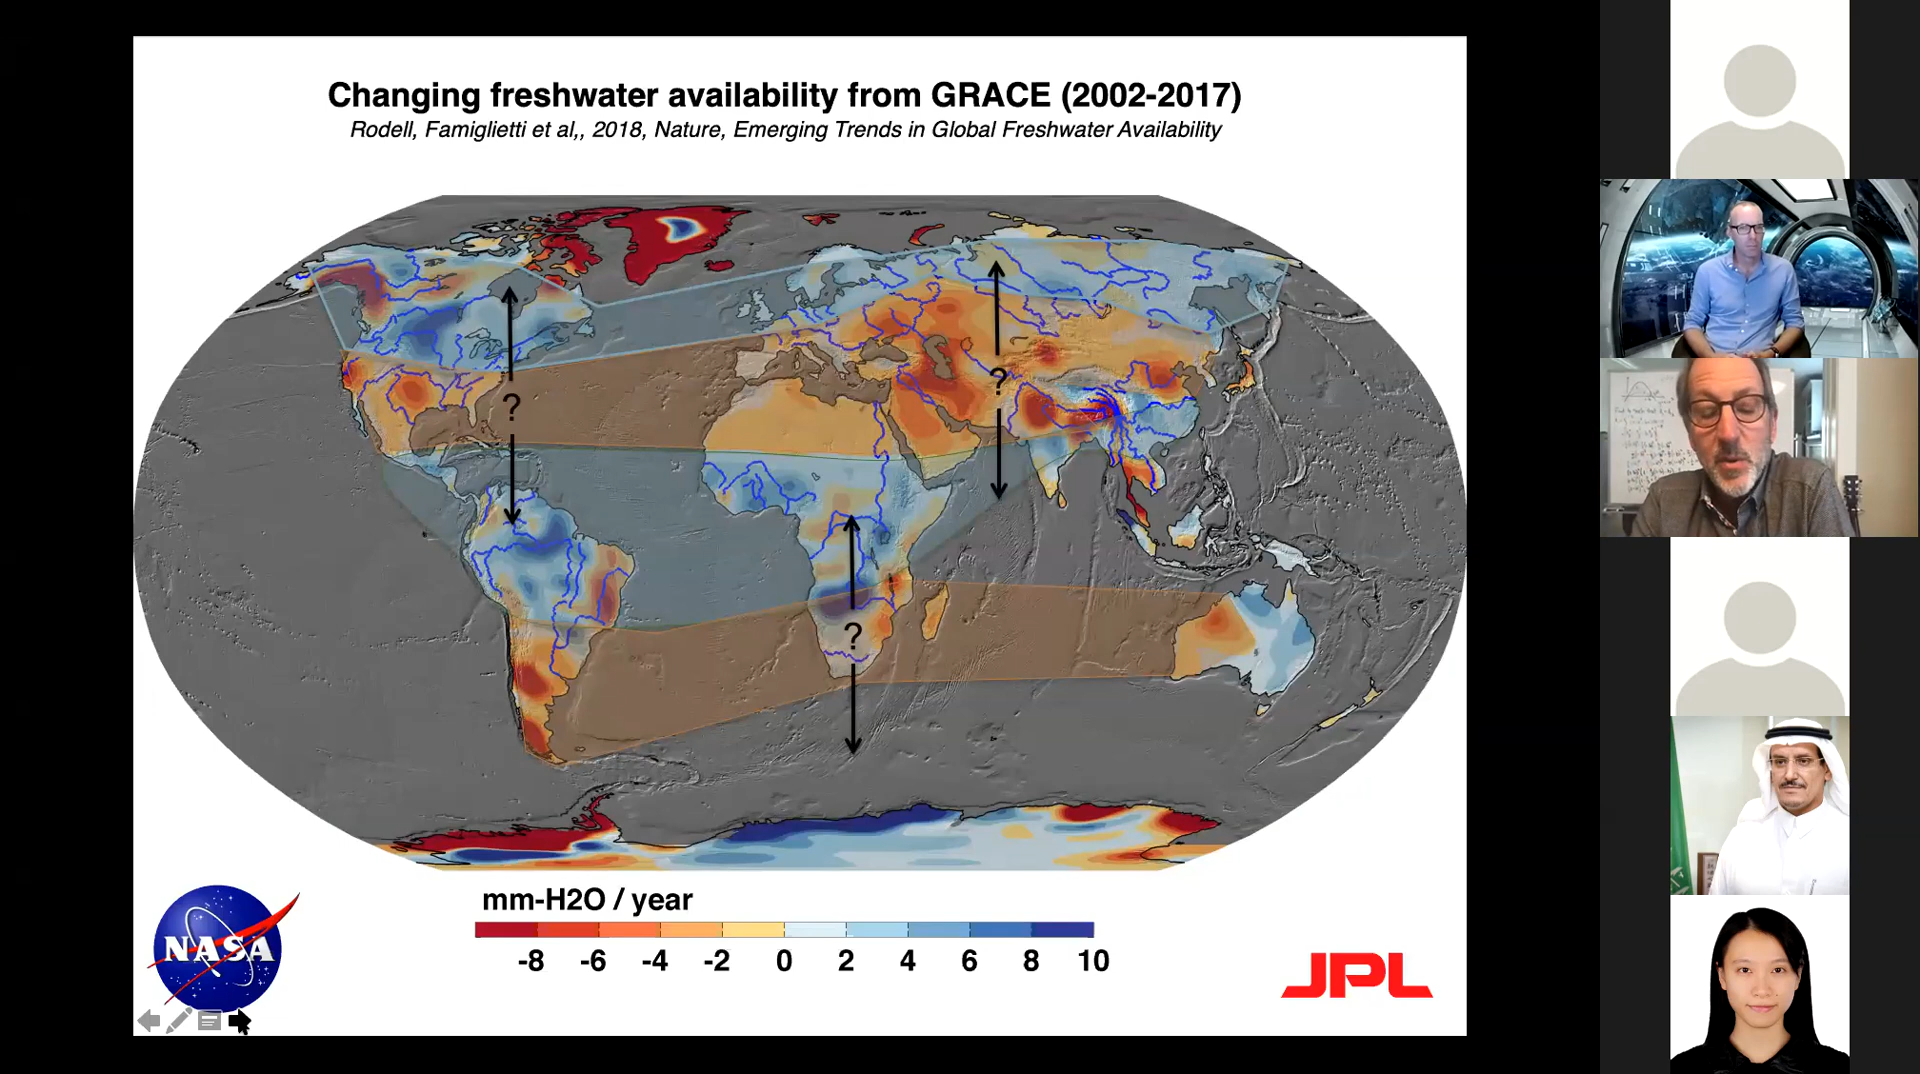 Changing freshwater availability from GRACE (2002-2017)
Rodell, Famiglietti et al,, 2018, Nature, Emerging Trends in Global Freshwater Availability
?
?
?
mm-H2O / year
-8 -6 -4 -2 0 2 4 6 8 10
NASA
JPL